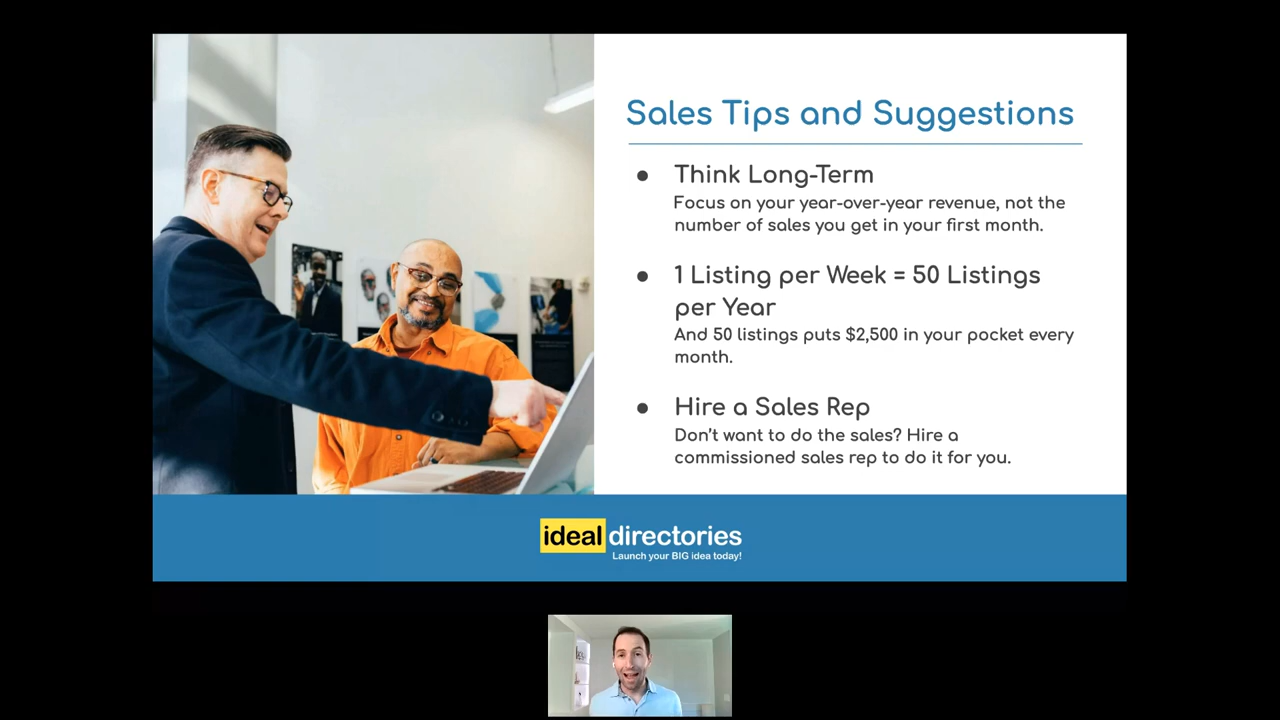 Sales Tips and Suggestions
● Think Long-Term
Focus on your year-over-year revenue, not the
number of sales you get in your first month.
● 1 Listing per Week = 50 Listings
per Year
And 50 listings puts $2,500 in your pocket every
month.
● Hire a Sales Rep
Don’t want to do the sales? Hire a
commissioned sales rep to do it for you.
idealdirectories
Launch your BIG idea today!